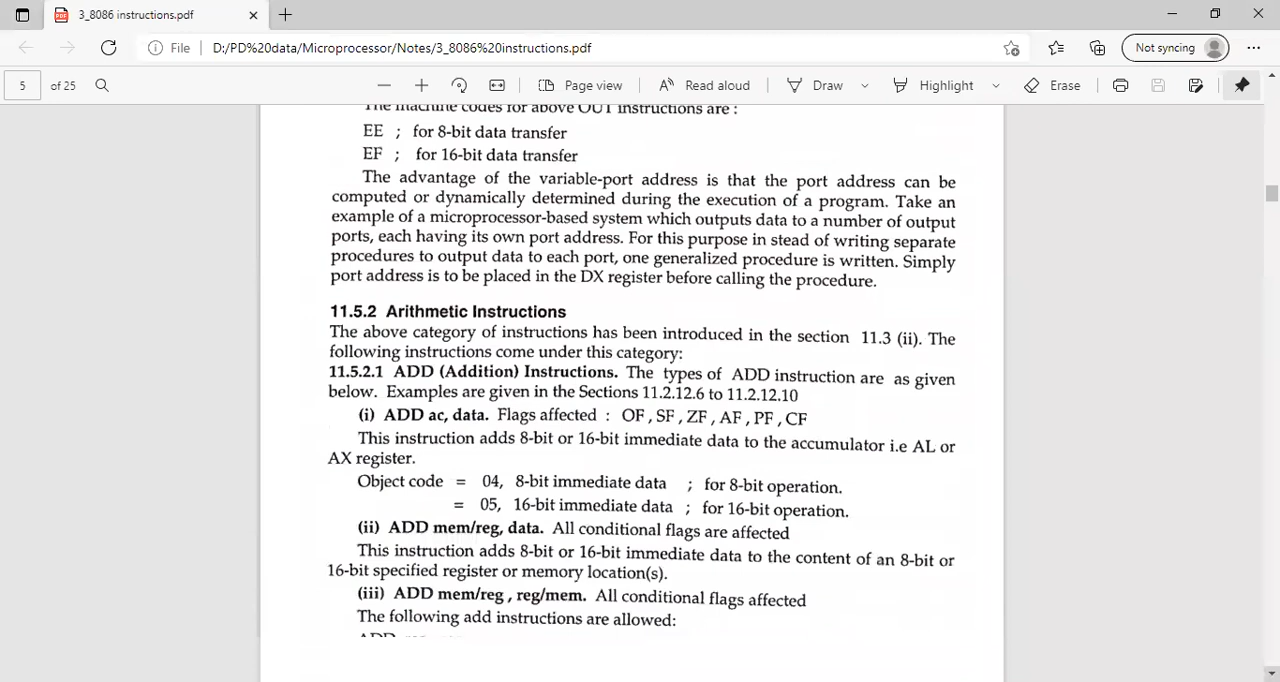 3_8086 instructions.pdf
File
D:/PD%20data/Microprocessor/Notes/3_8086%20instructions.pdf
Not syncing
5 of 25
Page view
Read aloud
Draw
Highlight
Erase
The machine codes for above OUT instructions are :
EE ; for 8-bit data transfer
EF ; for 16-bit data transfer
The advantage of the variable-port address is that the port address can be
computed or dynamically determined during the execution of a program. Take an
example of a microprocessor-based system which outputs data to a number of output
ports, each having its own port address. For this purpose in stead of writing separate
procedures to output data to each port, one generalized procedure is written. Simply
port address is to be placed in the DX register before calling the procedure.
11.5.2 Arithmetic Instructions
The above category of instructions has been introduced in the section 11.3 (ii). The
following instructions come under this category:
11.5.2.1 ADD (Addition) Instructions. The types of ADD instruction are as given
below. Examples are given in the Sections 11.2.12.6 to 11.2.12.10
(i) ADD ac, data. Flags affected : OF, SF, ZF, AF, PF, CF
This instruction adds 8-bit or 16-bit immediate data to the accumulator i.e AL or
AX register.
Object code = 04, 8-bit immediate data ; for 8-bit operation.
= 05, 16-bit immediate data ; for 16-bit operation.
(ii) ADD mem/reg, data. All conditional flags are affected
This instruction adds 8-bit or 16-bit immediate data to the content of an 8-bit or
16-bit specified register or memory location(s).
(iii) ADD mem/reg , reg/mem. All conditional flags affected
The following add instructions are allowed: